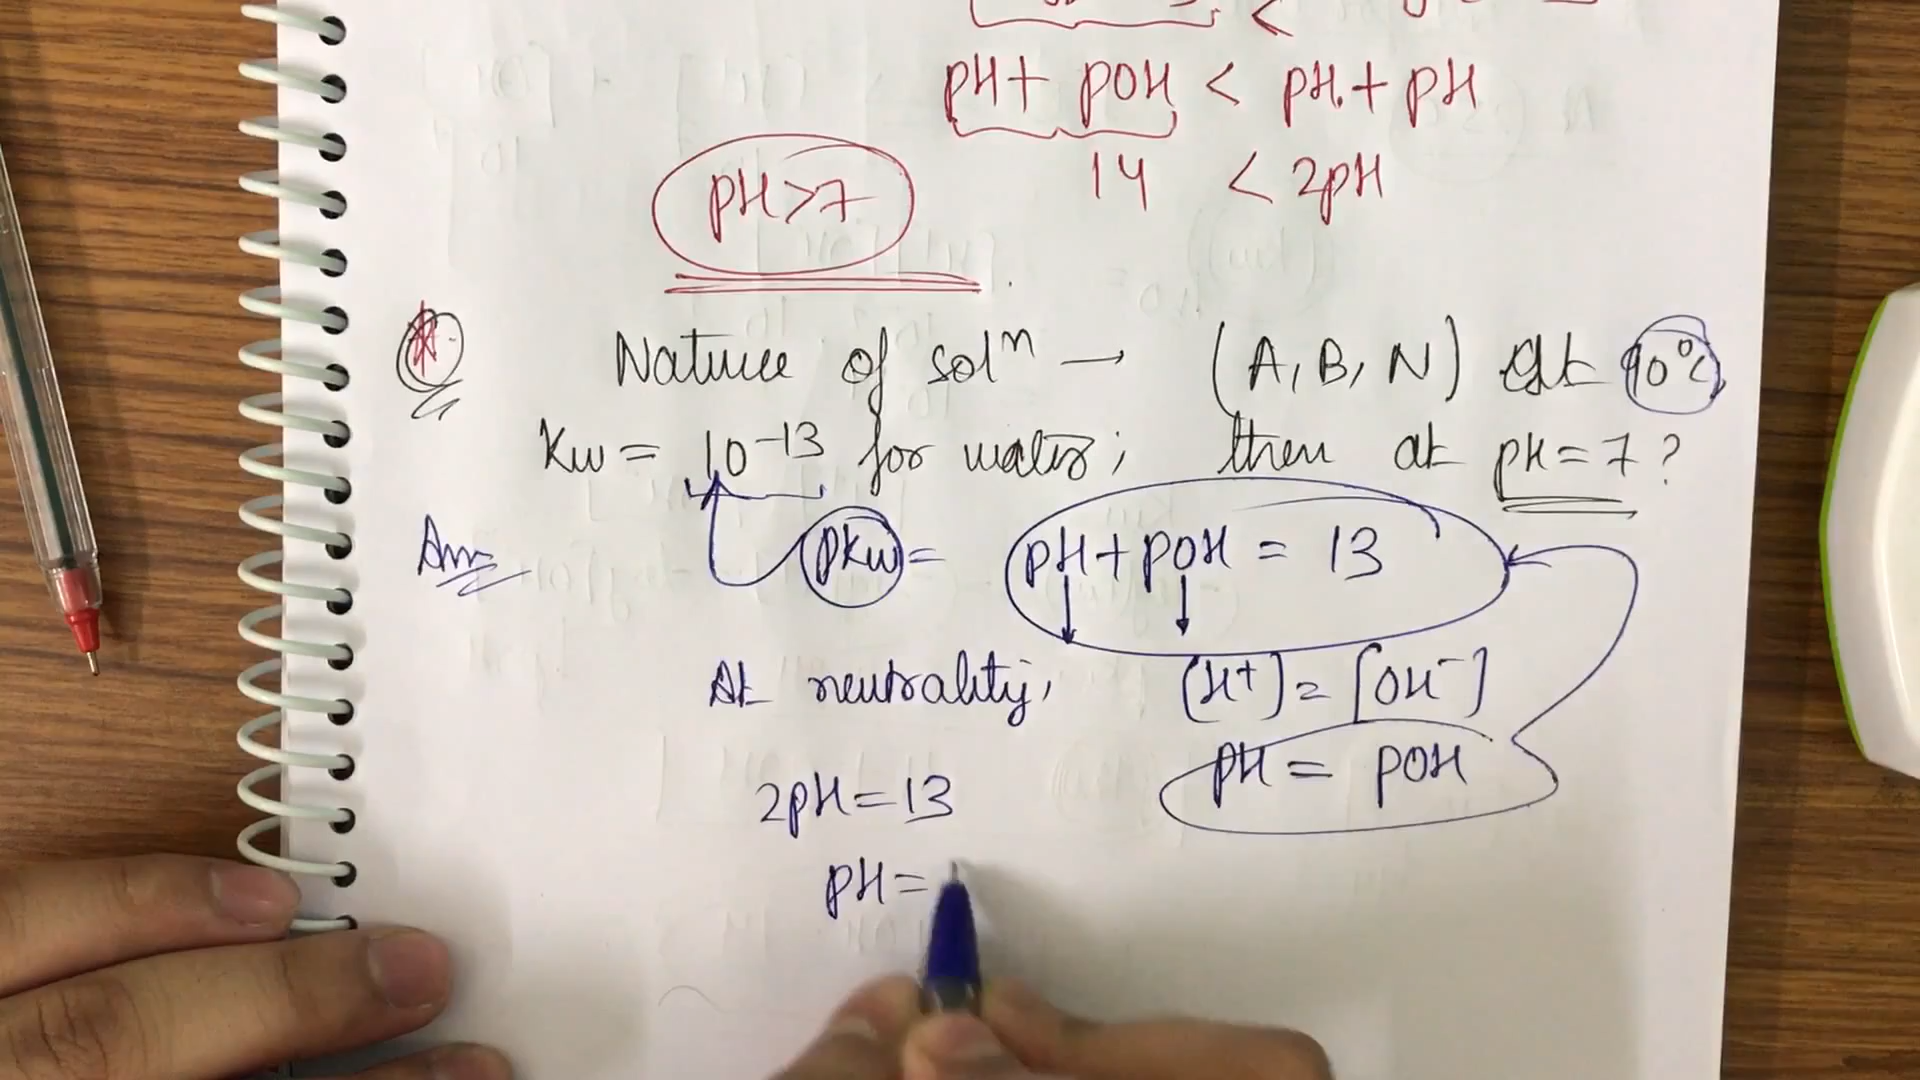 <
pH + pOH < pH + pH
14 < 2pH
pH>7
Nature of solⁿ → (A, B, N) at 90°C,
Kw = 10⁻¹³ for water; then at pH = 7?
Ans
pKw = pH + pOH = 13
At neutrality, [H⁺] = [OH⁻]
pH = pOH
2pH = 13
pH =